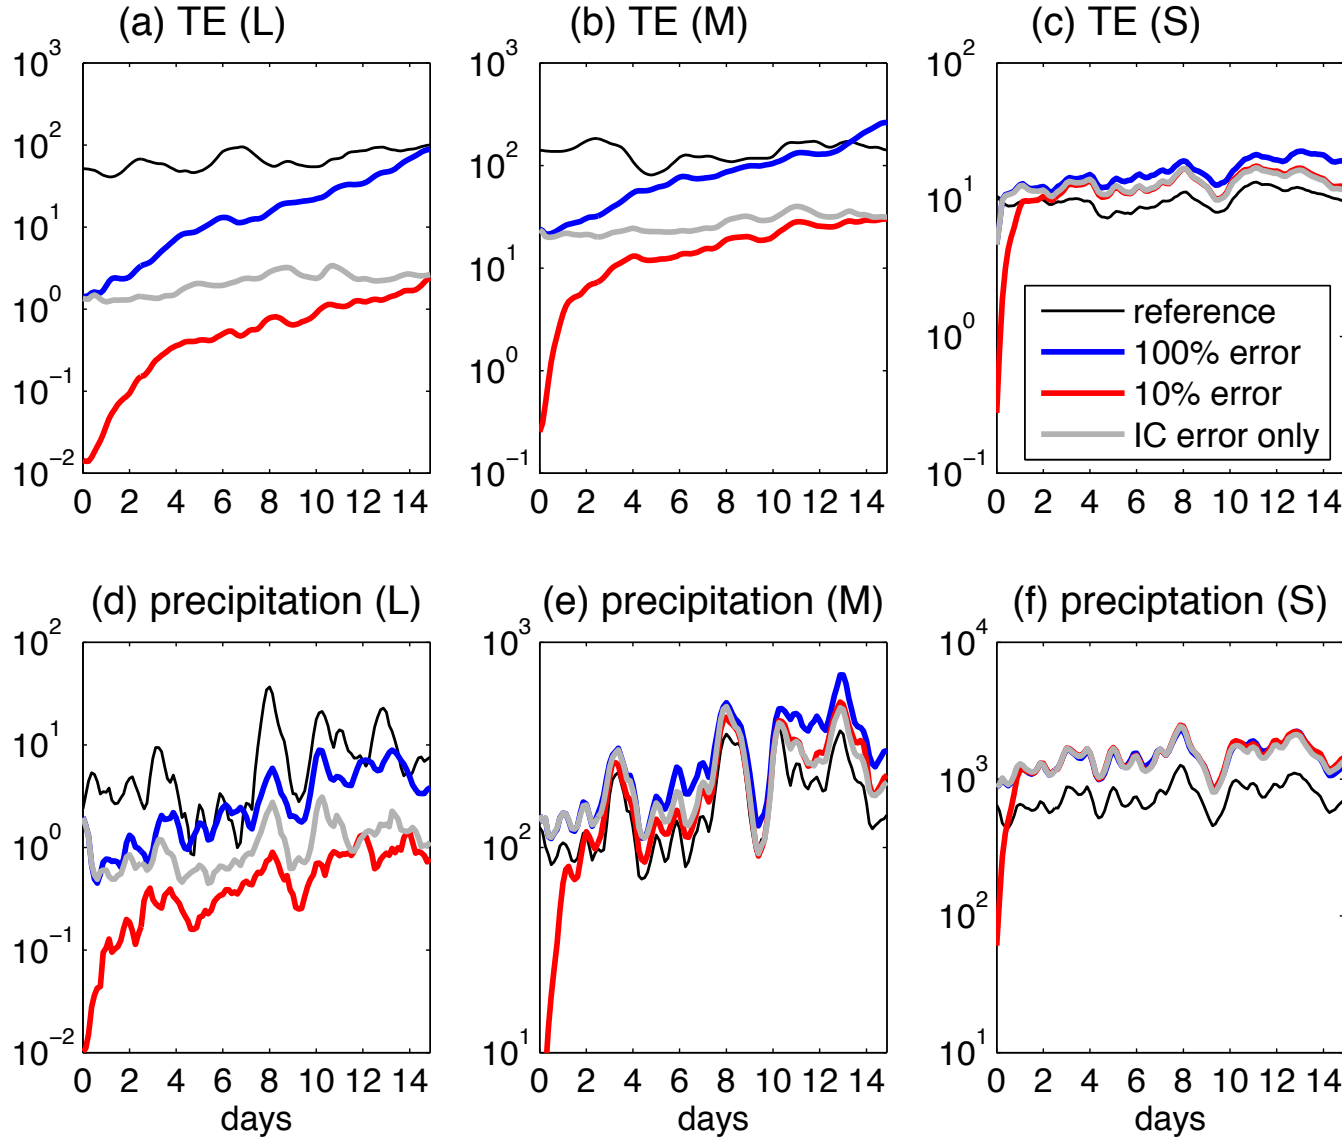 (a) TE (L)
(b) TE (M)
(c) TE (S)
10^3
10^2
10^1
10^0
10^-1
10^-2
0 2 4 6 8 10 12 14
10^3
10^2
10^1
10^0
10^-1
0 2 4 6 8 10 12 14
10^2
10^1
10^0
10^-1
0 2 4 6 8 10 12 14
reference
100% error
10% error
IC error only
(d) precipitation (L)
(e) precipitation (M)
(f) preciptation (S)
10^2
10^1
10^0
10^-1
10^-2
0 2 4 6 8 10 12 14
days
10^3
10^2
10^1
0 2 4 6 8 10 12 14
days
10^4
10^3
10^2
10^1
0 2 4 6 8 10 12 14
days